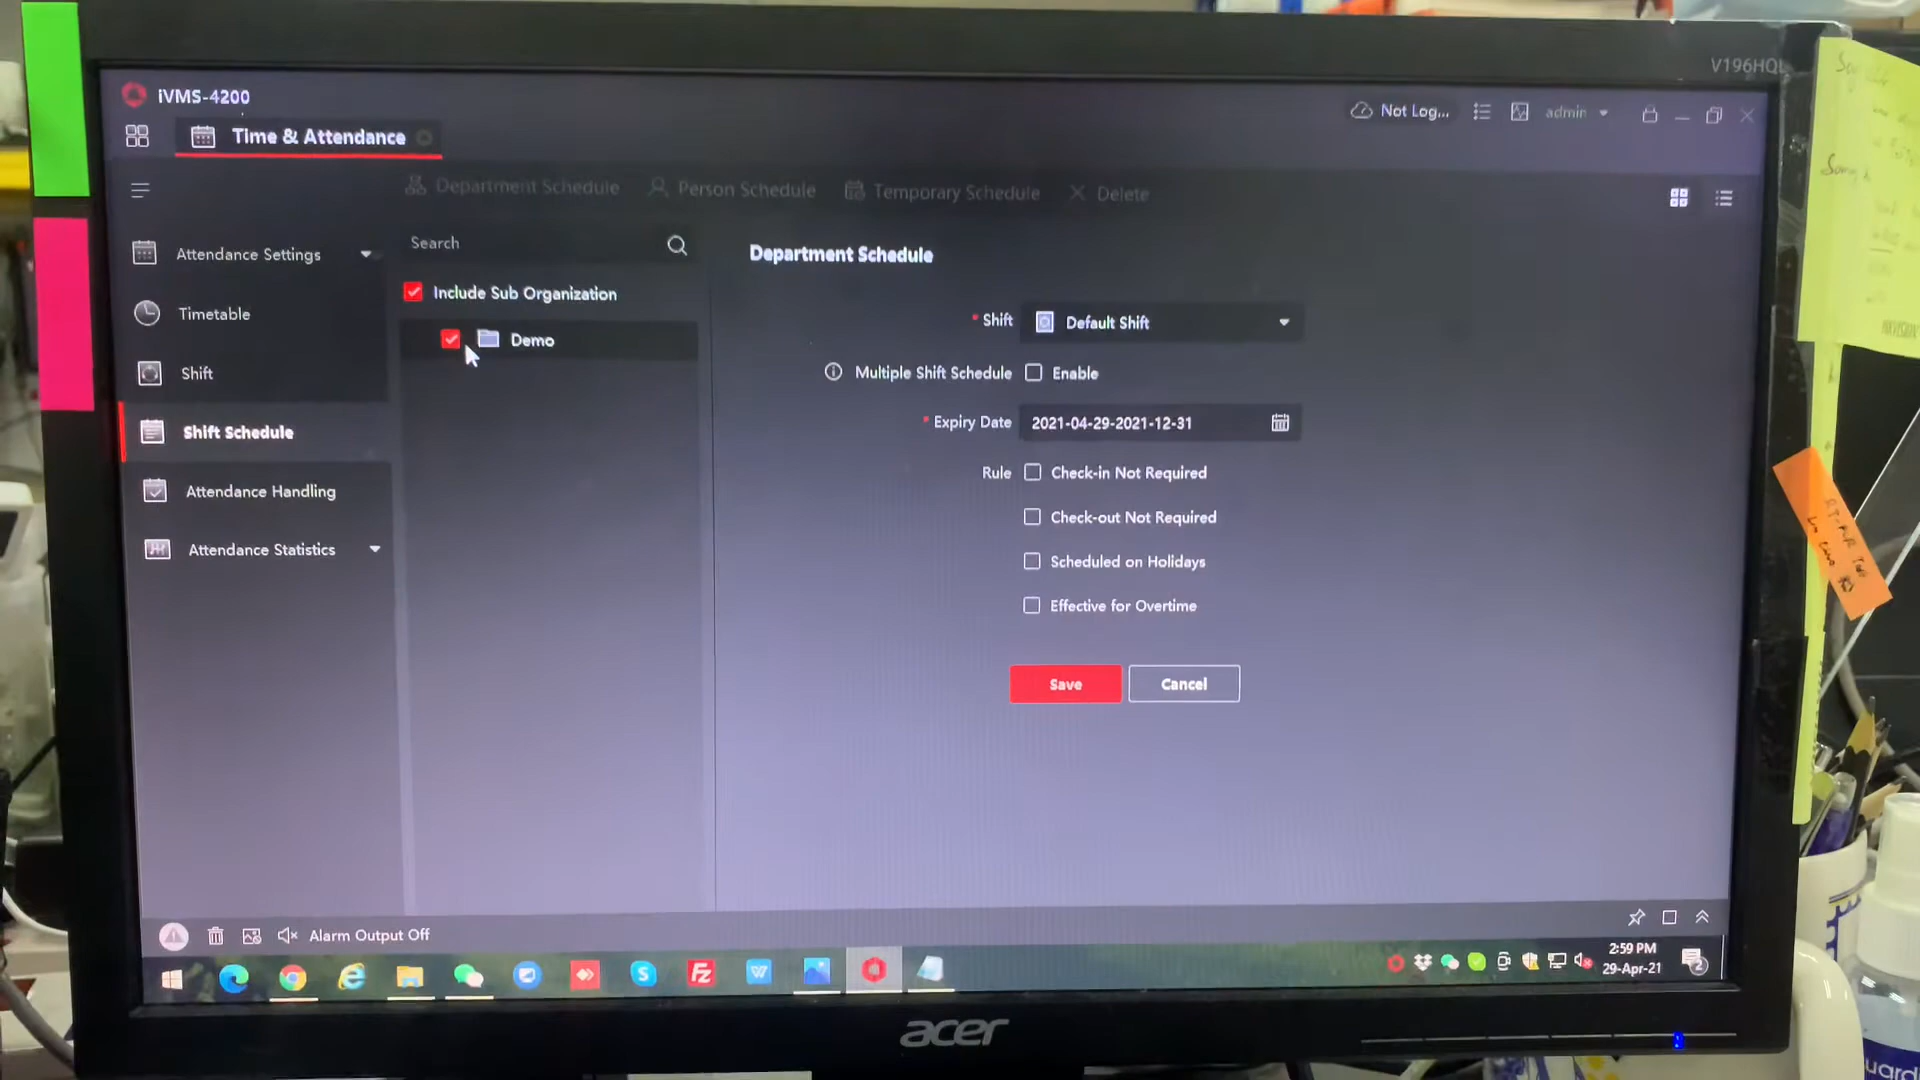 V196HQL
iVMS-4200
Not Log...
admin
Time & Attendance
Department Schedule
Person Schedule
Temporary Schedule
Delete
Search
Attendance Settings
Timetable
Shift
Shift Schedule
Attendance Handling
Attendance Statistics
Include Sub Organization
Demo
Department Schedule
* Shift
Default Shift
Multiple Shift Schedule
Enable
* Expiry Date
2021-04-29-2021-12-31
Rule
Check-in Not Required
Check-out Not Required
Scheduled on Holidays
Effective for Overtime
Save
Cancel
Alarm Output Off
2:59 PM
29-Apr-21
2
acer